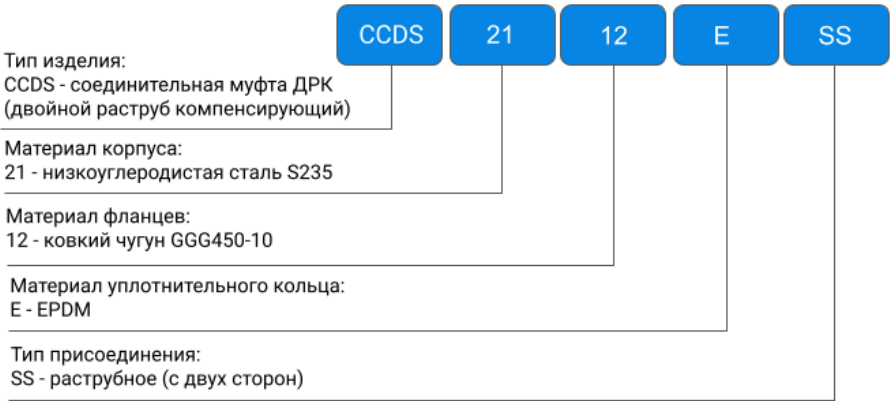 CCDS 21 12 E SS
Тип изделия:
CCDS - соединительная муфта ДРК
(двойной раструб компенсирующий)
Материал корпуса:
21 - низкоуглеродистая сталь S235
Материал фланцев:
12 - ковкий чугун GGG450-10
Материал уплотнительного кольца:
E - EPDM
Тип присоединения:
SS - раструбное (с двух сторон)